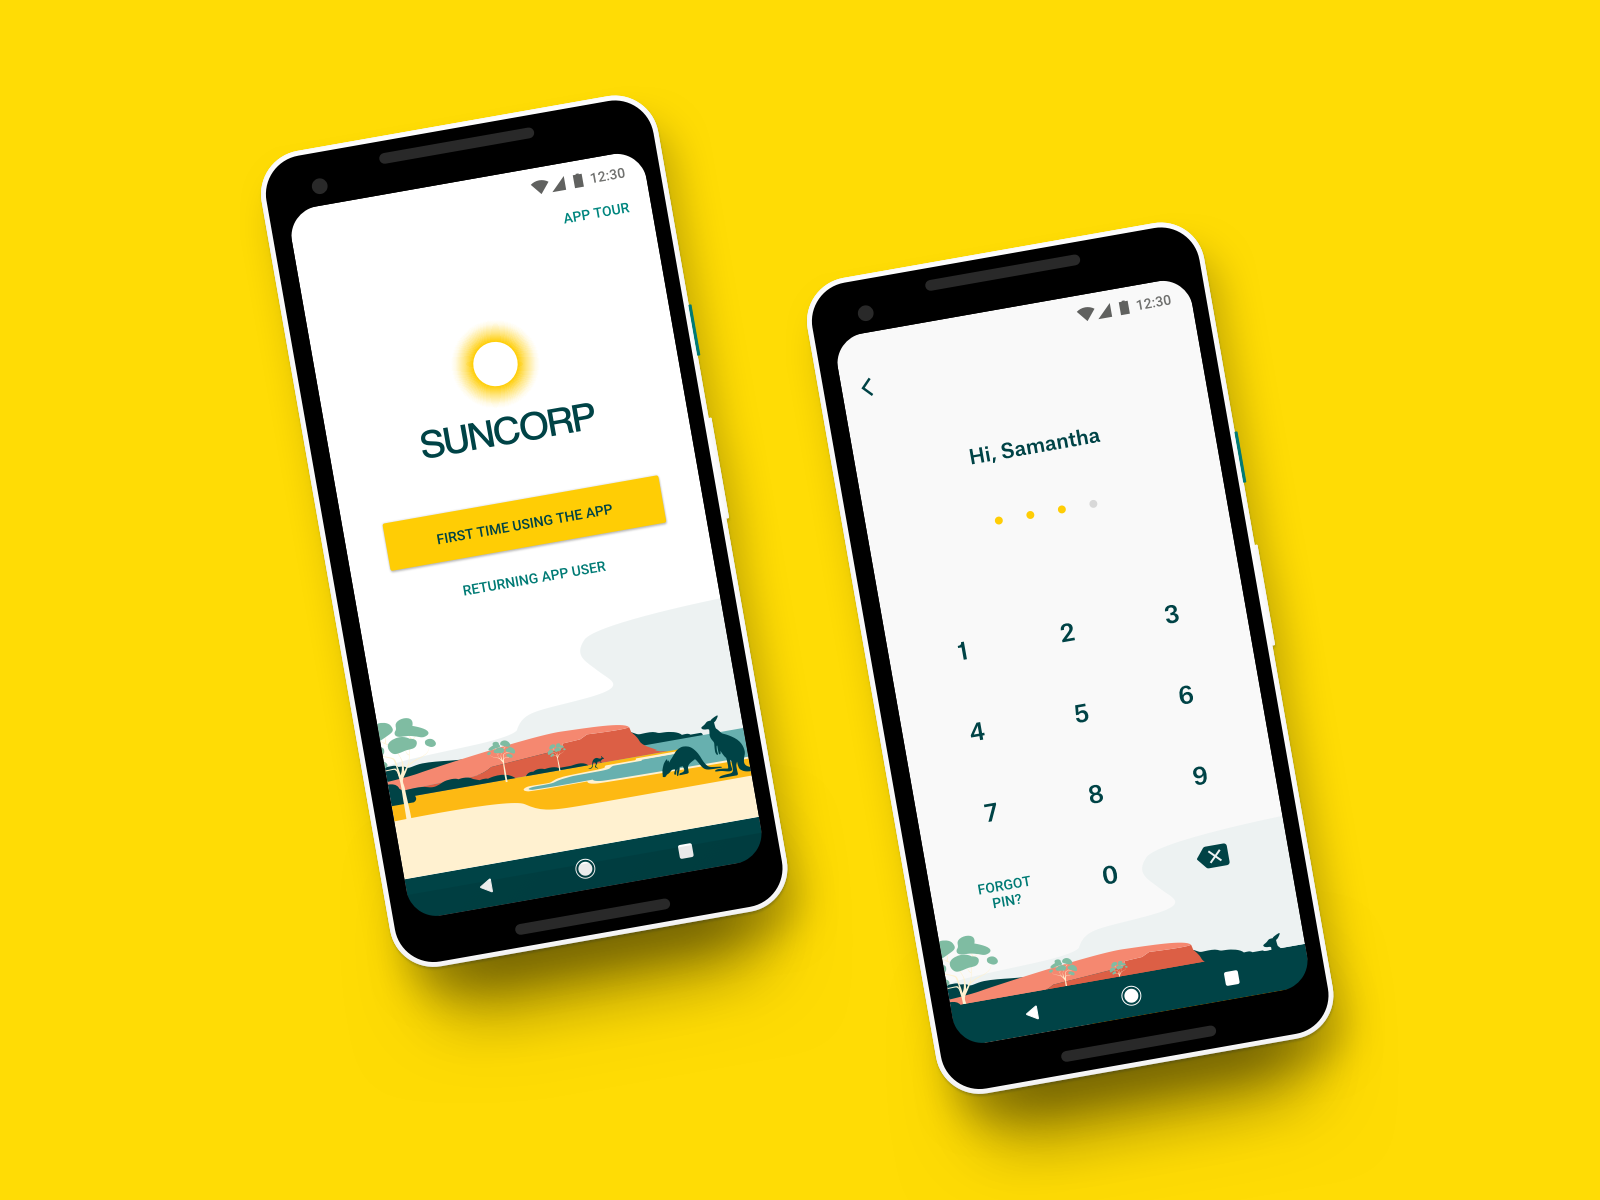 12:30
APP TOUR
SUNCORP
FIRST TIME USING THE APP
RETURNING APP USER
12:30
Hi, Samantha
1 2 3
4 5 6
7 8 9
FORGOT
PIN?
0